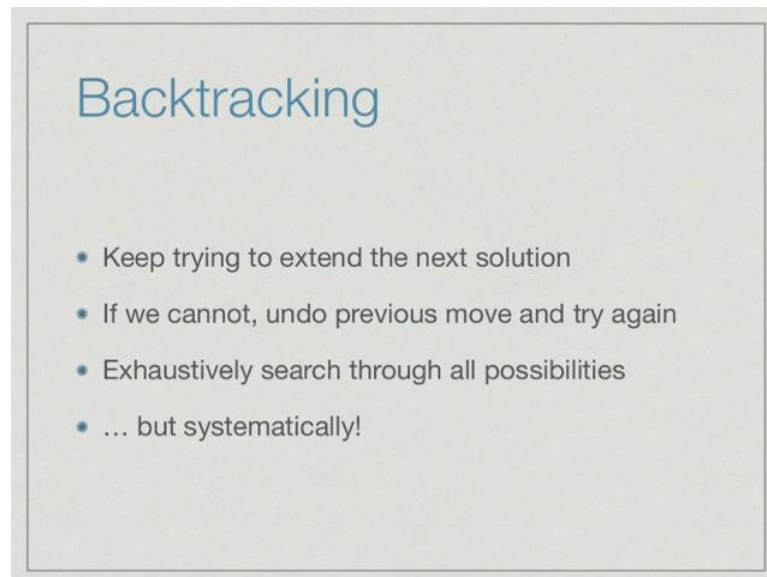 Backtracking
Keep trying to extend the next solution
If we cannot, undo previous move and try again
Exhaustively search through all possibilities
… but systematically!